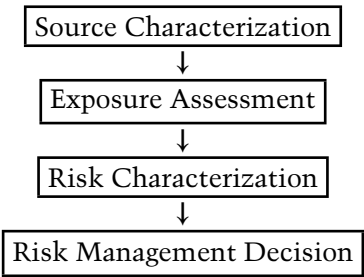 Source Characterization
↓
Exposure Assessment
↓
Risk Characterization
↓
Risk Management Decision